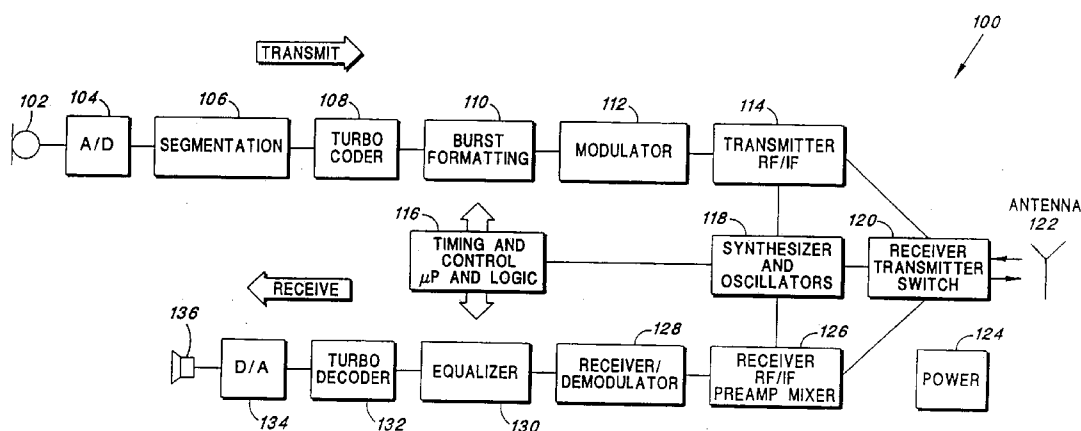 100
TRANSMIT
102
104
106
108
110
112
114
A/D
SEGMENTATION
TURBO
CODER
BURST
FORMATTING
MODULATOR
TRANSMITTER
RF/IF
116
TIMING AND
CONTROL
μP AND LOGIC
118
SYNTHESIZER
AND
OSCILLATORS
120
RECEIVER
TRANSMITTER
SWITCH
ANTENNA
122
RECEIVE
136
D/A
134
TURBO
DECODER
132
EQUALIZER
130
128
RECEIVER/
DEMODULATOR
126
RECEIVER
RF/IF
PREAMP MIXER
124
POWER